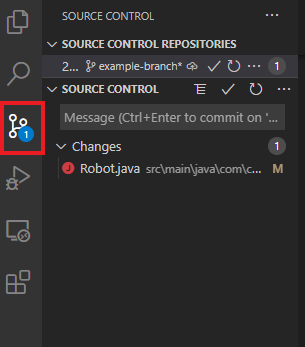 SOURCE CONTROL
SOURCE CONTROL REPOSITORIES
2... example-branch* 1
SOURCE CONTROL
Message (Ctrl+Enter to commit on '...
1
Changes 1
J Robot.java src\main\java\com\c... M